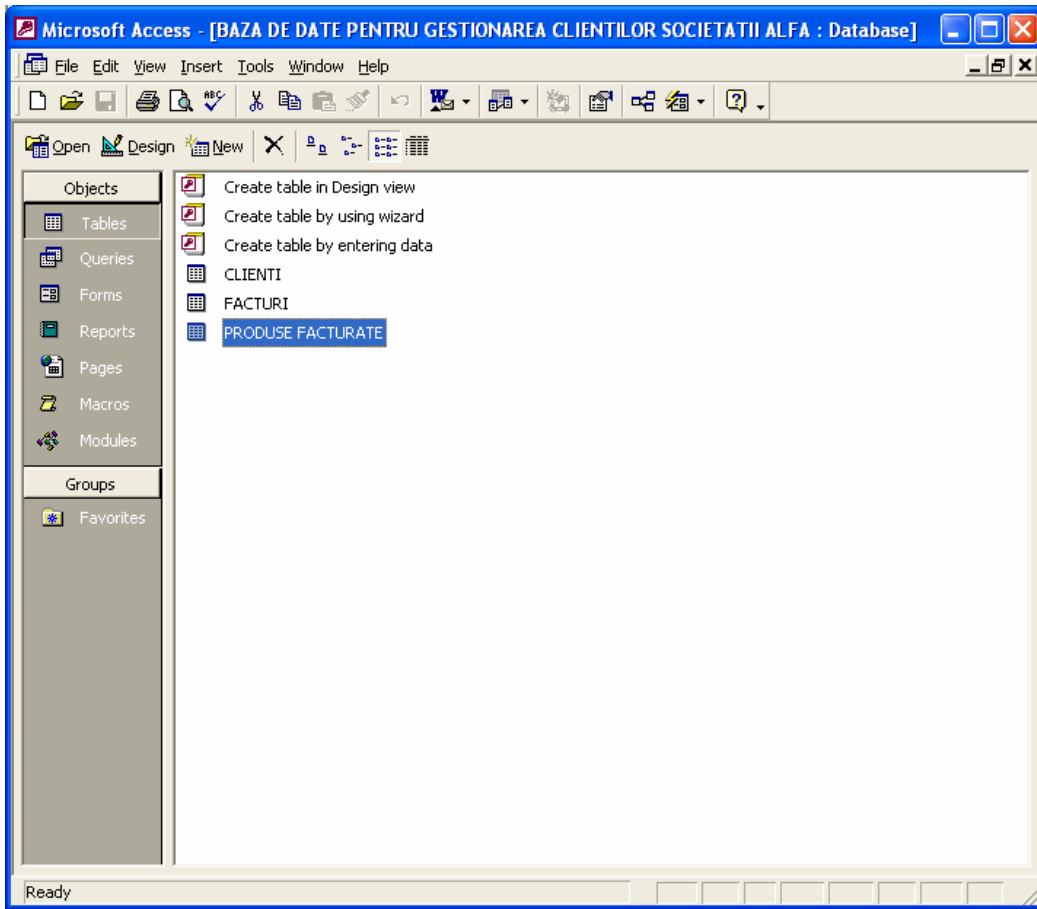 Microsoft Access - [BAZA DE DATE PENTRU GESTIONAREA CLIENTILOR SOCIETATII ALFA : Database]
File Edit View Insert Tools Window Help
Open Design New
Objects
Tables
Queries
Forms
Reports
Pages
Macros
Modules
Groups
Favorites
Create table in Design view
Create table by using wizard
Create table by entering data
CLIENTI
FACTURI
PRODUSE FACTURATE
Ready